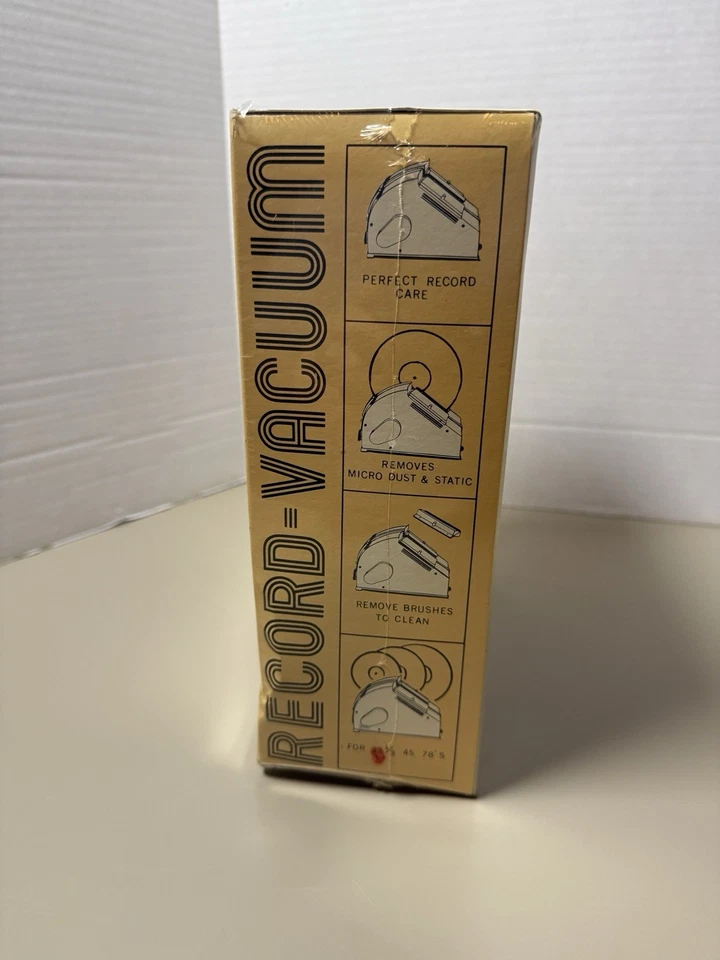 RECORD-VACUUM
PERFECT RECORD
CARE
REMOVES
MICRO DUST & STATIC
REMOVE BRUSHES
TO CLEAN
FOR 45 78'S